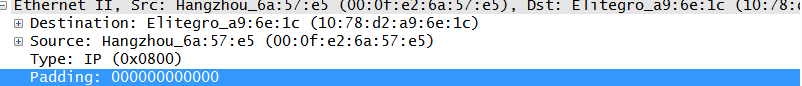 Ethernet II, Src: Hangzhou_6a:57:e5 (00:0f:e2:6a:57:e5), Dst: Elitegro_a9:6e:1c (10:78:d
Destination: Elitegro_a9:6e:1c (10:78:d2:a9:6e:1c)
Source: Hangzhou_6a:57:e5 (00:0f:e2:6a:57:e5)
Type: IP (0x0800)
Padding: 000000000000